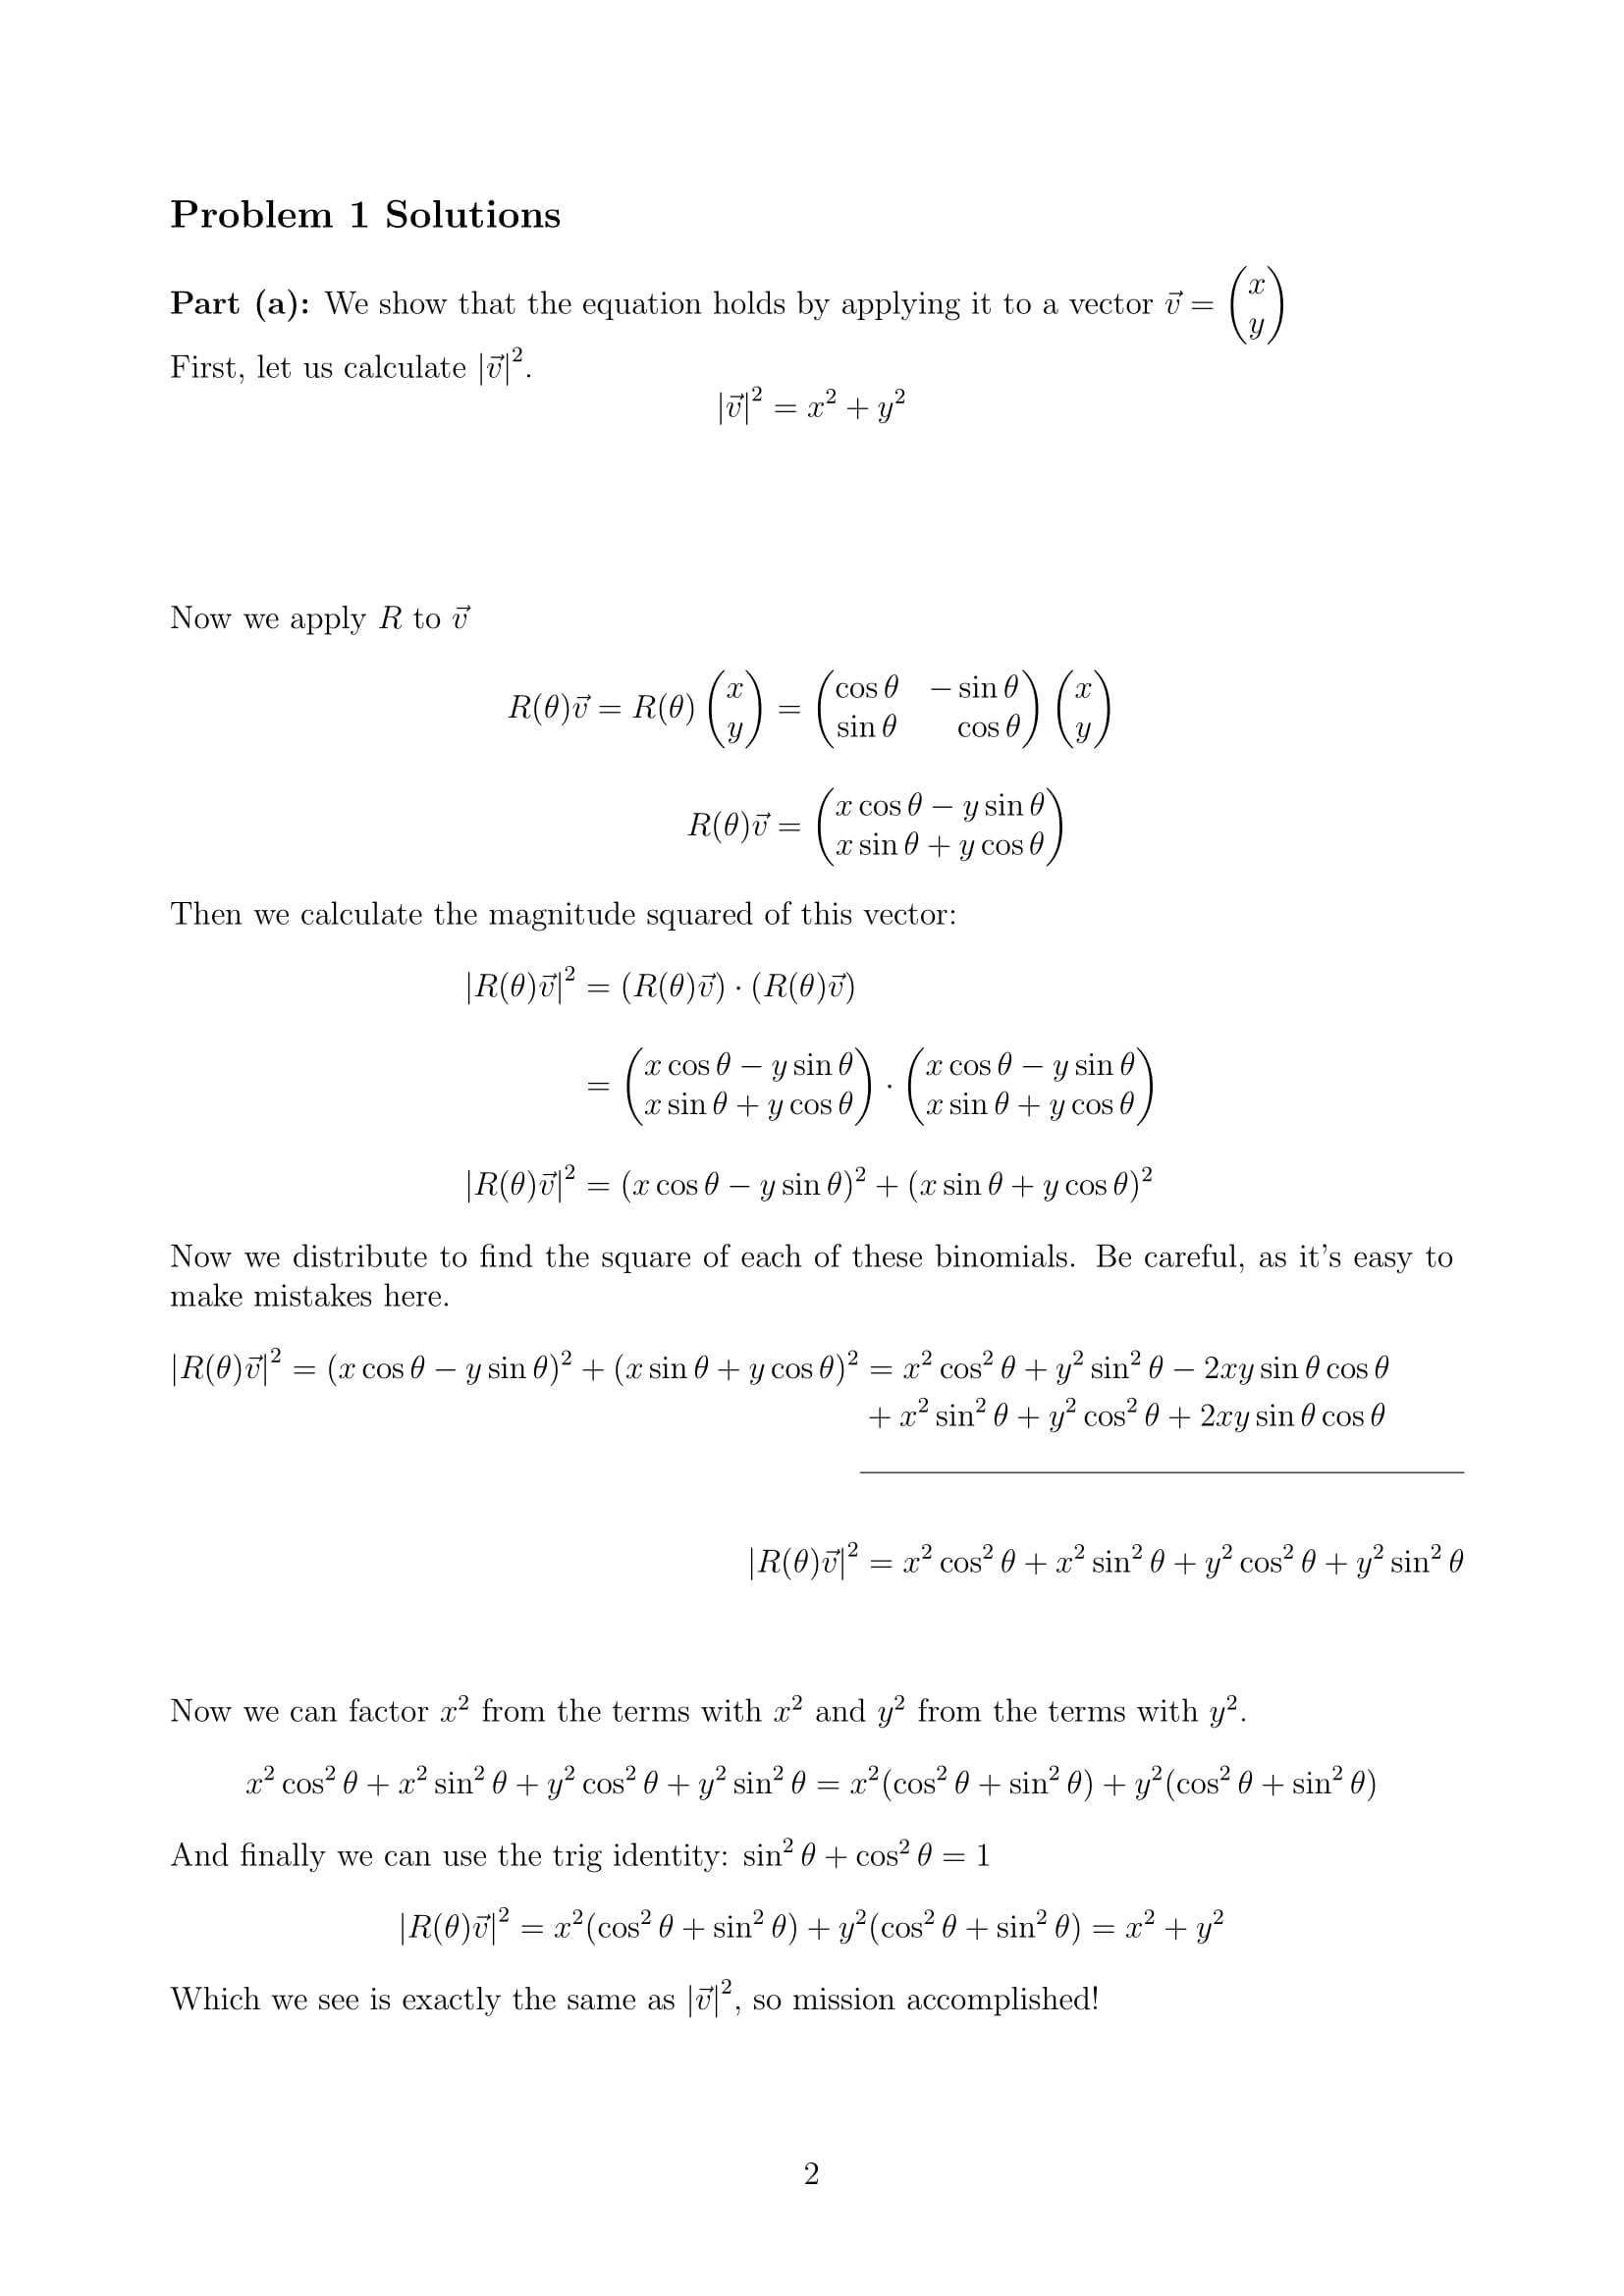 Problem 1 Solutions
Part (a): We show that the equation holds by applying it to a vector $\vec{v} = \begin{pmatrix} x \\ y \end{pmatrix}$
First, let us calculate $|\vec{v}|^2$.
$|\vec{v}|^2 = x^2 + y^2$
Now we apply $R$ to $\vec{v}$
$R(\theta)\vec{v} = R(\theta) \begin{pmatrix} x \\ y \end{pmatrix} = \begin{pmatrix} \cos\theta & -\sin\theta \\ \sin\theta & \cos\theta \end{pmatrix} \begin{pmatrix} x \\ y \end{pmatrix}$
$R(\theta)\vec{v} = \begin{pmatrix} x\cos\theta - y\sin\theta \\ x\sin\theta + y\cos\theta \end{pmatrix}$
Then we calculate the magnitude squared of this vector:
$|R(\theta)\vec{v}|^2 = (R(\theta)\vec{v}) \cdot (R(\theta)\vec{v})$
$= \begin{pmatrix} x\cos\theta - y\sin\theta \\ x\sin\theta + y\cos\theta \end{pmatrix} \cdot \begin{pmatrix} x\cos\theta - y\sin\theta \\ x\sin\theta + y\cos\theta \end{pmatrix}$
$|R(\theta)\vec{v}|^2 = (x\cos\theta - y\sin\theta)^2 + (x\sin\theta + y\cos\theta)^2$
Now we distribute to find the square of each of these binomials. Be careful, as it's easy to
make mistakes here.
$|R(\theta)\vec{v}|^2 = (x\cos\theta - y\sin\theta)^2 + (x\sin\theta + y\cos\theta)^2 = x^2\cos^2\theta + y^2\sin^2\theta - 2xy\sin\theta\cos\theta$
$+ x^2\sin^2\theta + y^2\cos^2\theta + 2xy\sin\theta\cos\theta$
$|R(\theta)\vec{v}|^2 = x^2\cos^2\theta + x^2\sin^2\theta + y^2\cos^2\theta + y^2\sin^2\theta$
Now we can factor $x^2$ from the terms with $x^2$ and $y^2$ from the terms with $y^2$.
$x^2\cos^2\theta + x^2\sin^2\theta + y^2\cos^2\theta + y^2\sin^2\theta = x^2(\cos^2\theta + \sin^2\theta) + y^2(\cos^2\theta + \sin^2\theta)$
And finally we can use the trig identity: $\sin^2\theta + \cos^2\theta = 1$
$|R(\theta)\vec{v}|^2 = x^2(\cos^2\theta + \sin^2\theta) + y^2(\cos^2\theta + \sin^2\theta) = x^2 + y^2$
Which we see is exactly the same as $|\vec{v}|^2$, so mission accomplished!
2